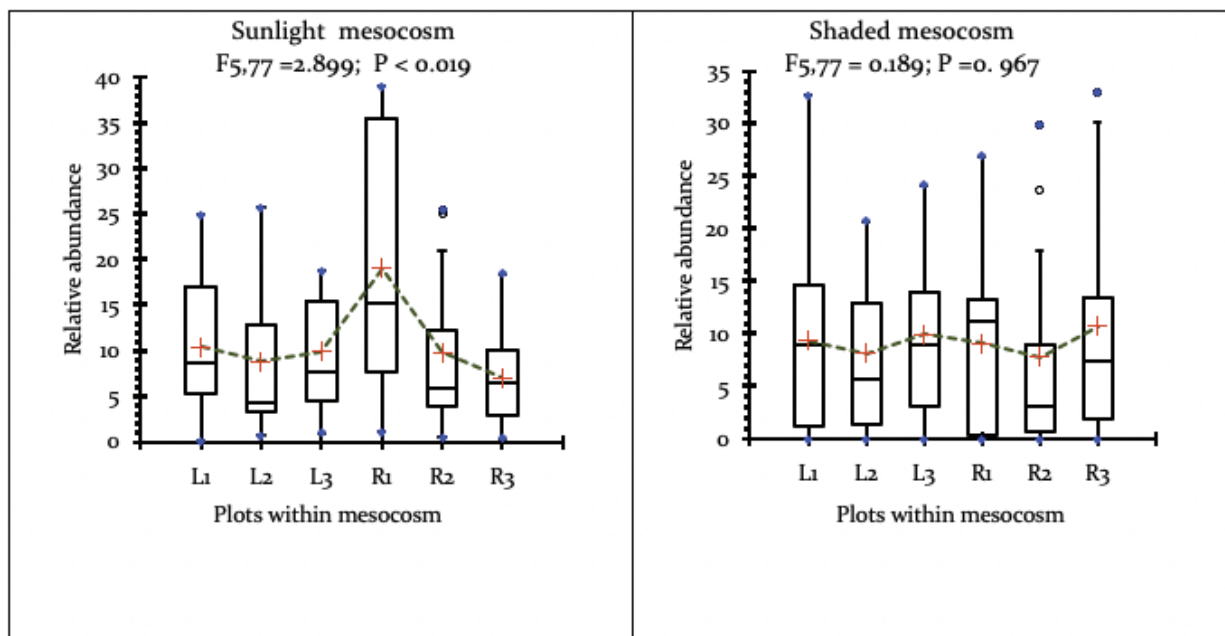 Sunlight mesocosm
F5,77 =2.899; P < 0.019
40
35
30
25
20
15
10
5
0
Relative abundance
L1 L2 L3 R1 R2 R3
Plots within mesocosm
Shaded mesocosm
F5,77 = 0.189; P =0. 967
35
30
25
20
15
10
5
0
Relative abundance
L1 L2 L3 R1 R2 R3
Plots within mesocosm